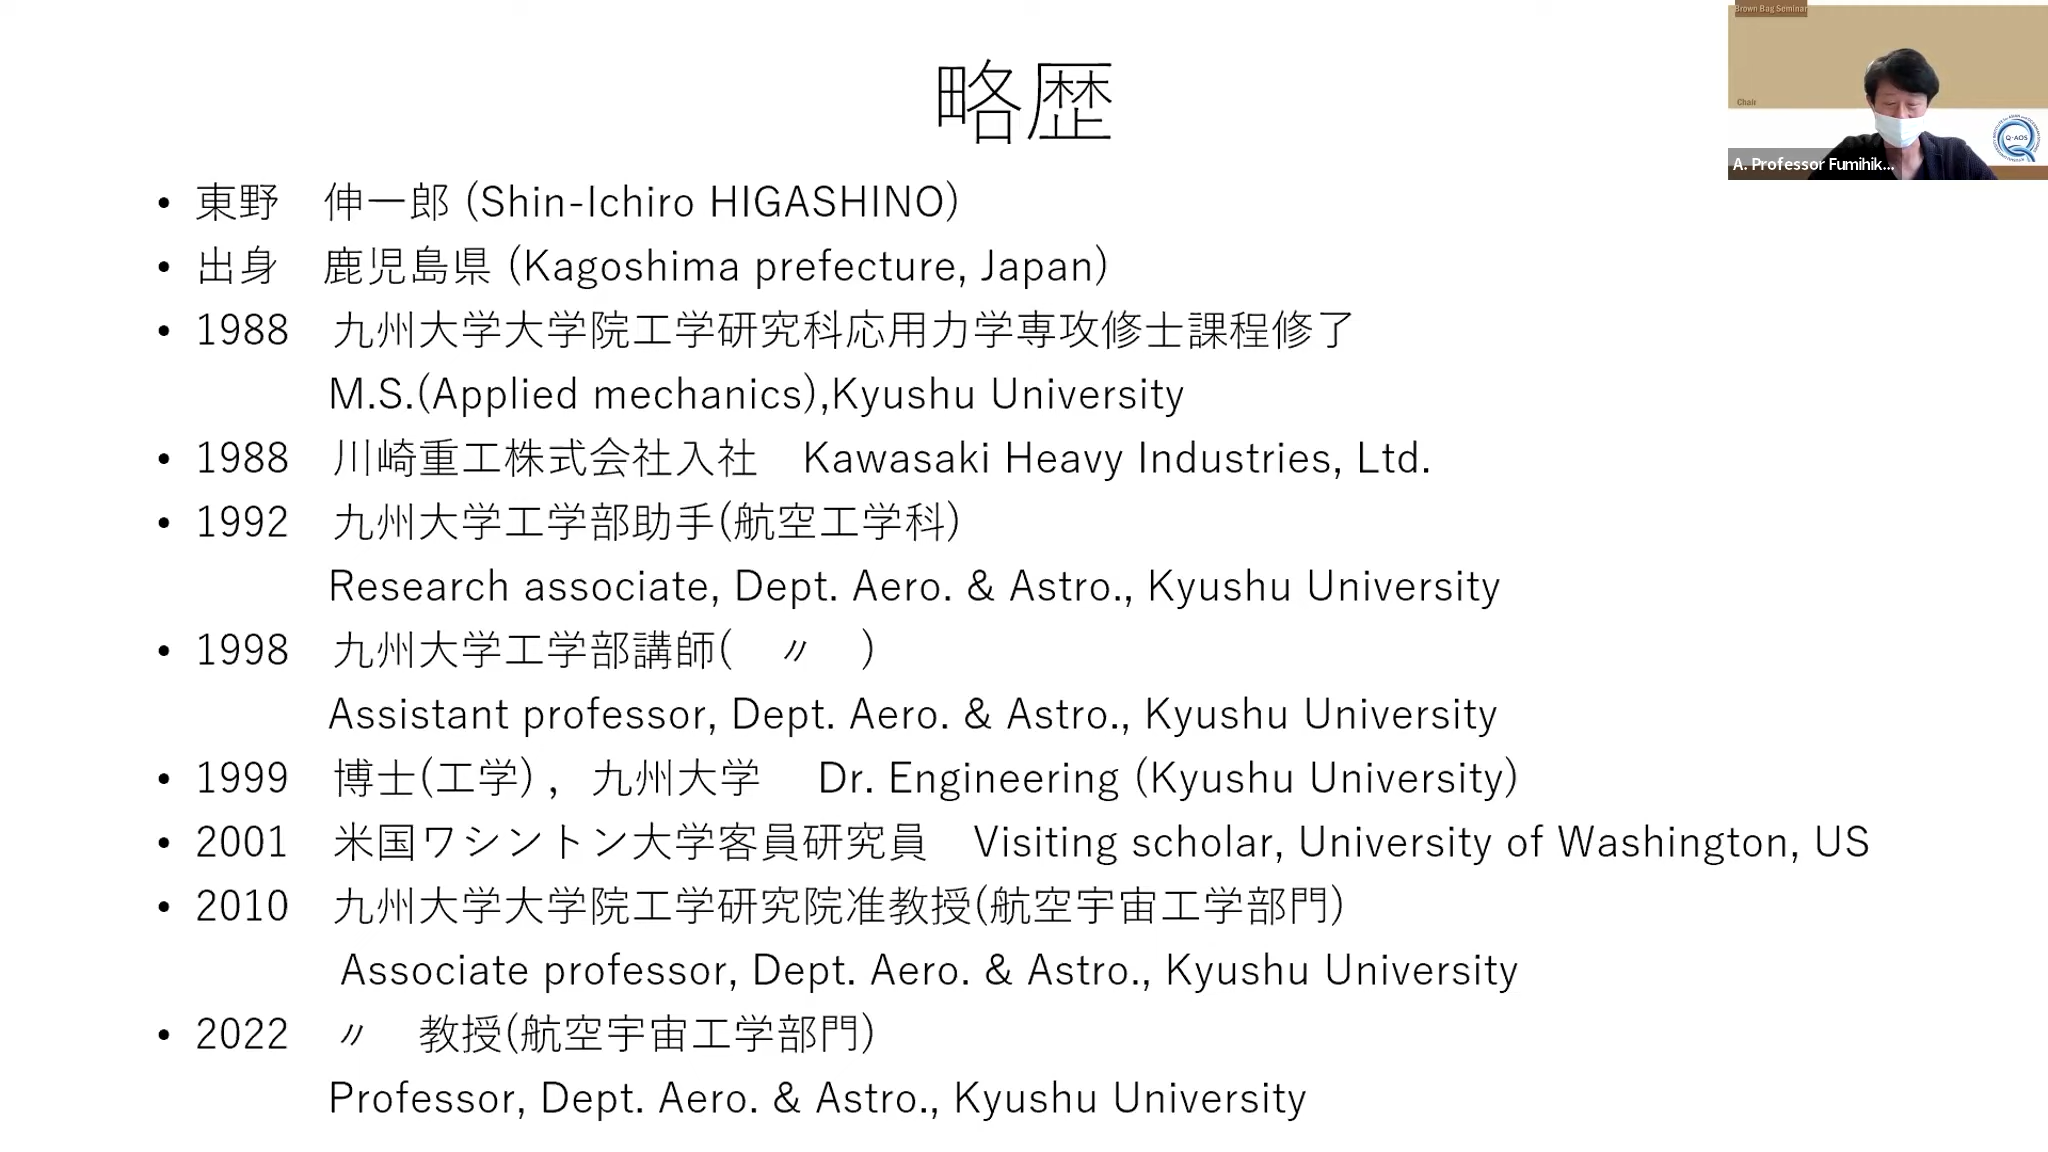 略歴
• 東野　伸一郎 (Shin-Ichiro HIGASHINO)
• 出身　鹿児島県 (Kagoshima prefecture, Japan)
• 1988　九州大学大学院工学研究科応用力学専攻修士課程修了
M.S.(Applied mechanics),Kyushu University
• 1988　川崎重工株式会社入社　Kawasaki Heavy Industries, Ltd.
• 1992　九州大学工学部助手(航空工学科)
Research associate, Dept. Aero. & Astro., Kyushu University
• 1998　九州大学工学部講師(　〃　)
Assistant professor, Dept. Aero. & Astro., Kyushu University
• 1999　博士(工学) ,　九州大学　Dr. Engineering (Kyushu University)
• 2001　米国ワシントン大学客員研究員　Visiting scholar, University of Washington, US
• 2010　九州大学大学院工学研究院准教授(航空宇宙工学部門)
Associate professor, Dept. Aero. & Astro., Kyushu University
• 2022　〃　教授(航空宇宙工学部門)
Professor, Dept. Aero. & Astro., Kyushu University
Brown Bag Seminar
Chair
Q-AOS
A. Professor Fumihik...